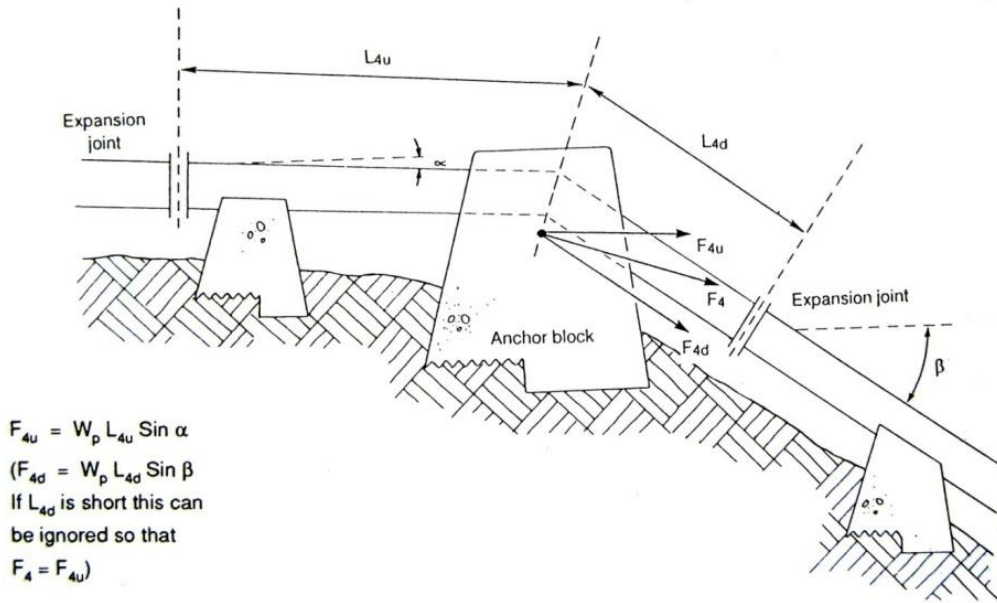 L4u
Expansion
joint
∝
L4d
F4u
F4
Expansion joint
Anchor block
F4d
β
F4u = Wp L4u Sin α
(F4d = Wp L4d Sin β
If L4d is short this can
be ignored so that
F4 = F4u)